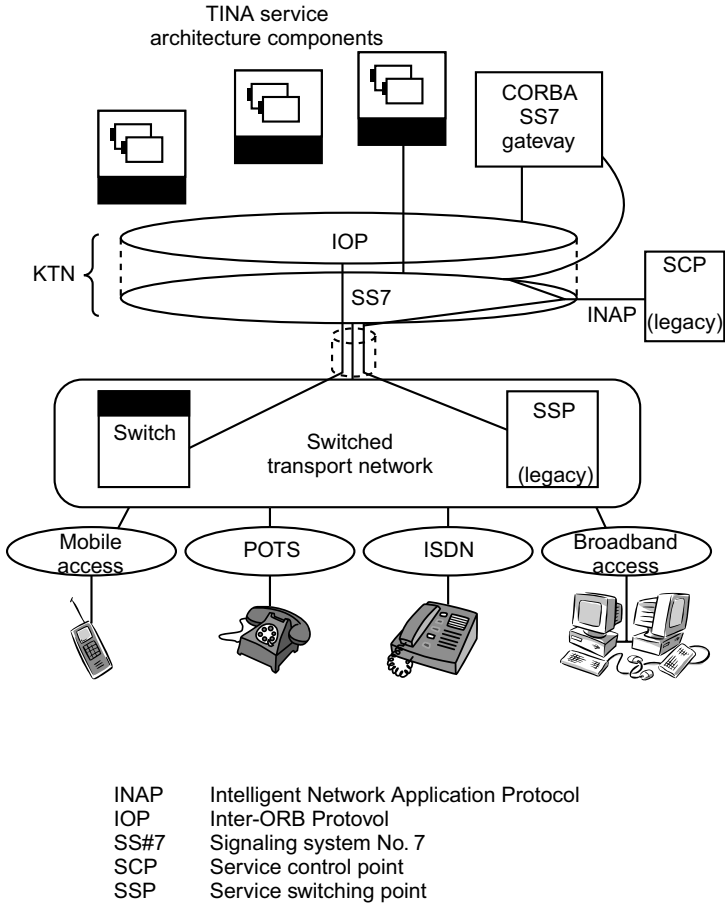 TINA service
architecture components
CORBA
SS7
gatevay
IOP
KTN
SS7
SCP
INAP
(legacy)
Switch
SSP
Switched
transport network
(legacy)
Mobile
access
POTS
ISDN
Broadband
access
INAP Intelligent Network Application Protocol
IOP Inter-ORB Protovol
SS#7 Signaling system No. 7
SCP Service control point
SSP Service switching point